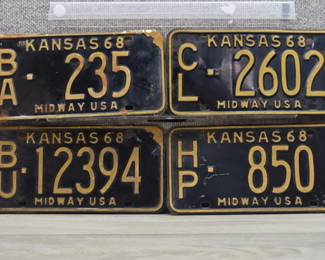 KANSAS 68
BA·235
MIDWAY USA
KANSAS 68
CL·2602
MIDWAY USA
KANSAS 68
BU·12394
MIDWAY USA
KANSAS 68
HP·850
MIDWAY USA